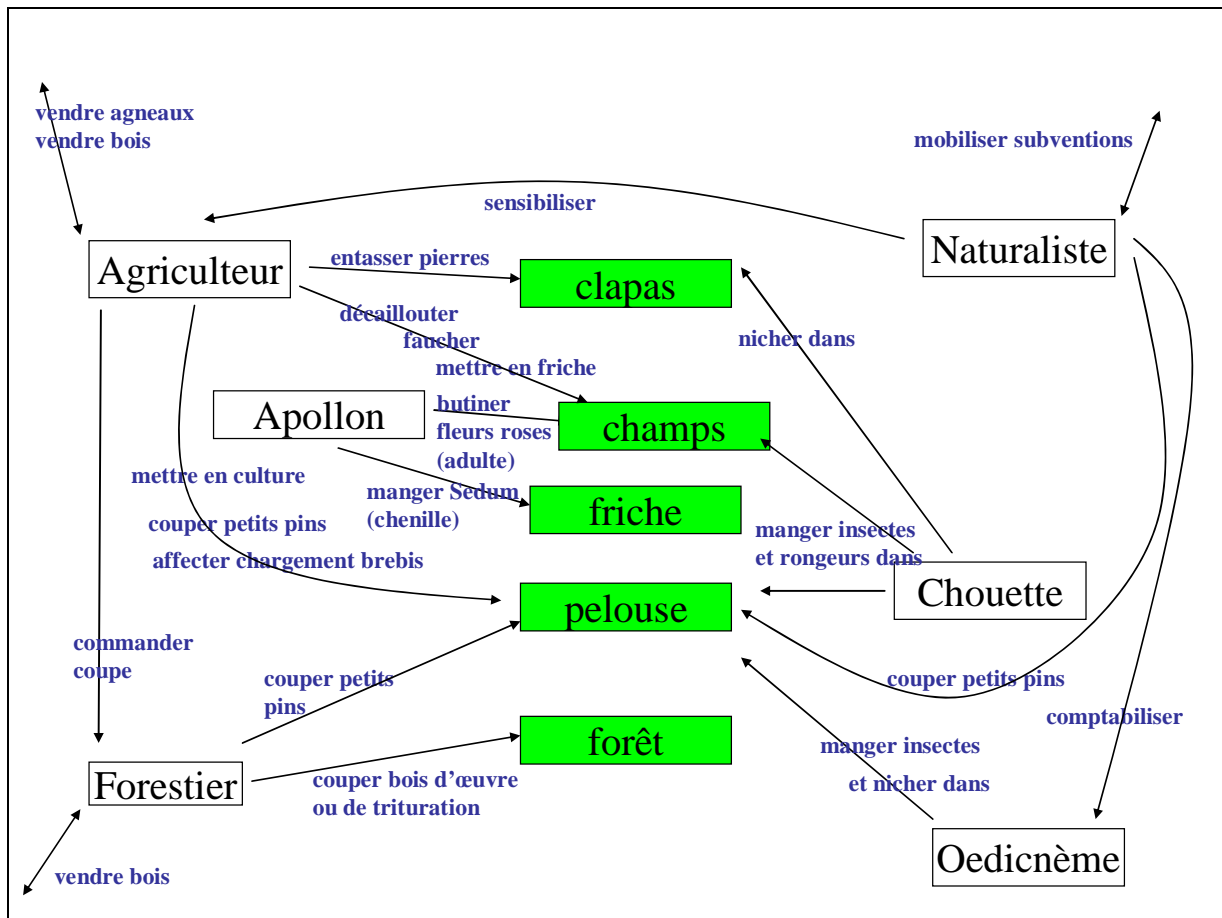 vendre agneaux
vendre bois
mobiliser subventions
sensibiliser
Agriculteur
Naturaliste
entasser pierres
clapas
décaillouter
faucher
mettre en friche
nicher dans
Apollon
butiner
fleurs roses
(adulte)
champs
mettre en culture
manger Sedum
(chenille)
friche
couper petits pins
affecter chargement brebis
manger insectes
et rongeurs dans
Chouette
pelouse
commander
coupe
couper petits
pins
couper petits pins
comptabiliser
forêt
manger insectes
et nicher dans
Forestier
couper bois d’œuvre
ou de trituration
Oedicnème
vendre bois